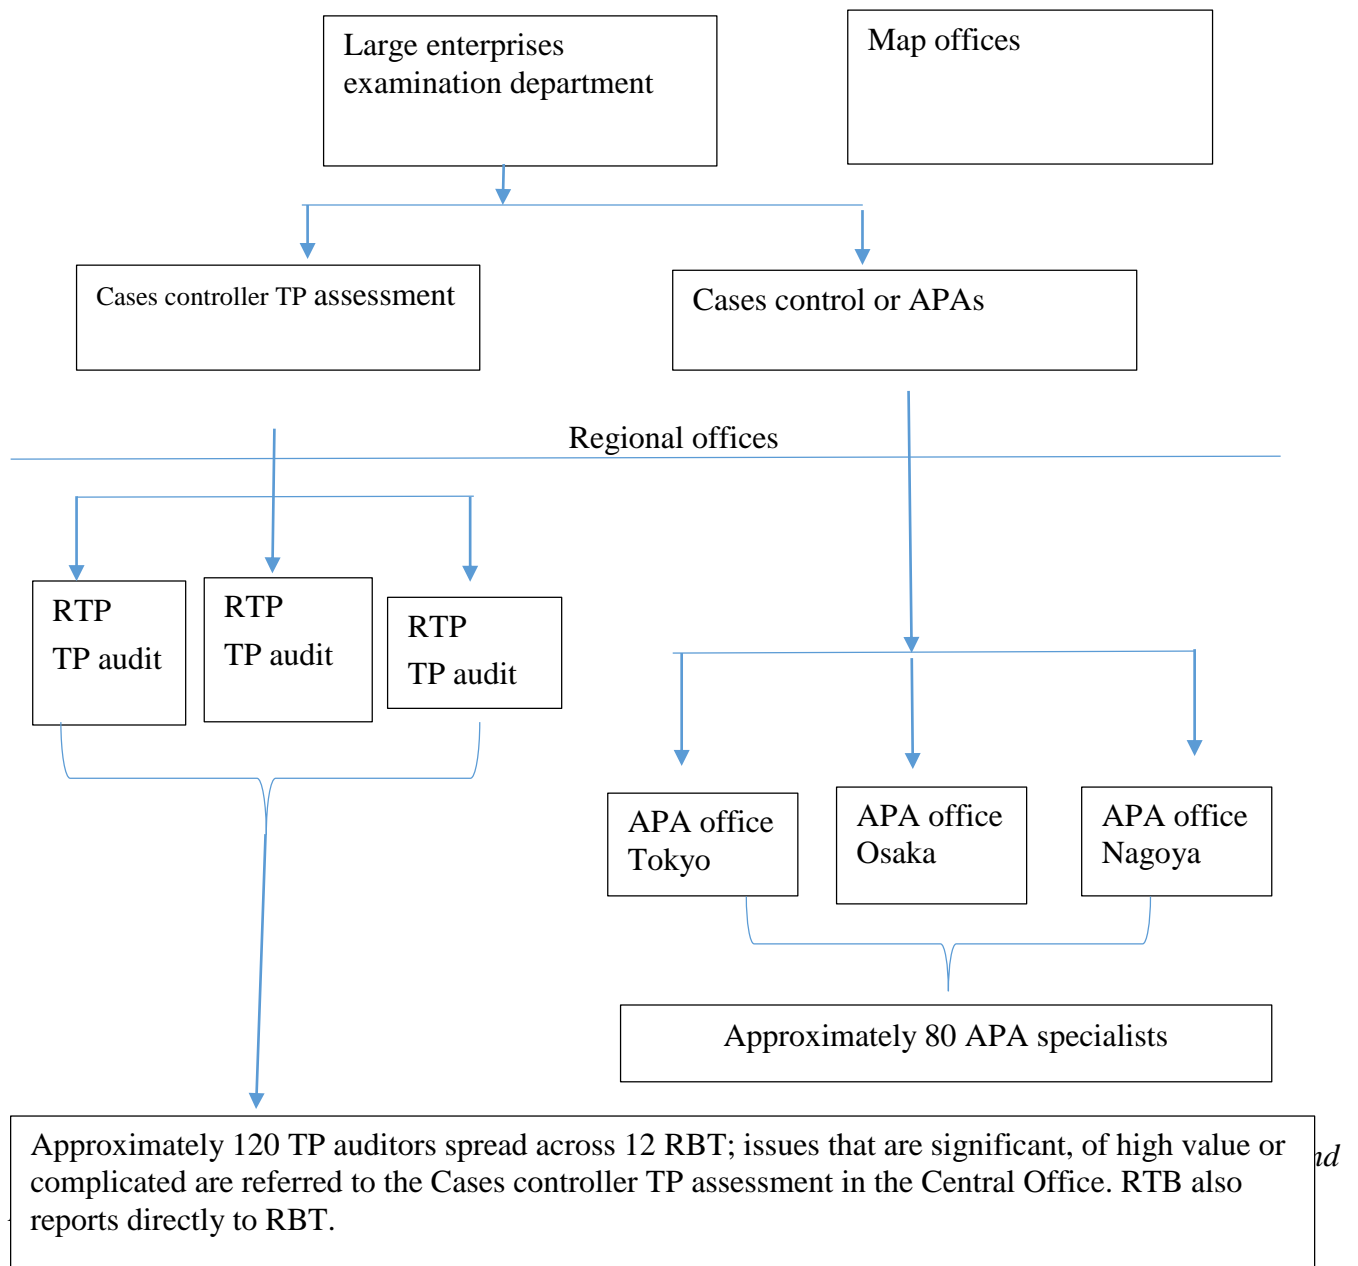 Large enterprises
examination department
Map offices
Cases controller TP assessment
Cases control or APAs
Regional offices
RTP
TP audit
RTP
TP audit
RTP
TP audit
APA office
Tokyo
APA office
Osaka
APA office
Nagoya
Approximately 80 APA specialists
Approximately 120 TP auditors spread across 12 RBT; issues that are significant, of high value or
complicated are referred to the Cases controller TP assessment in the Central Office. RTB also
reports directly to RBT.